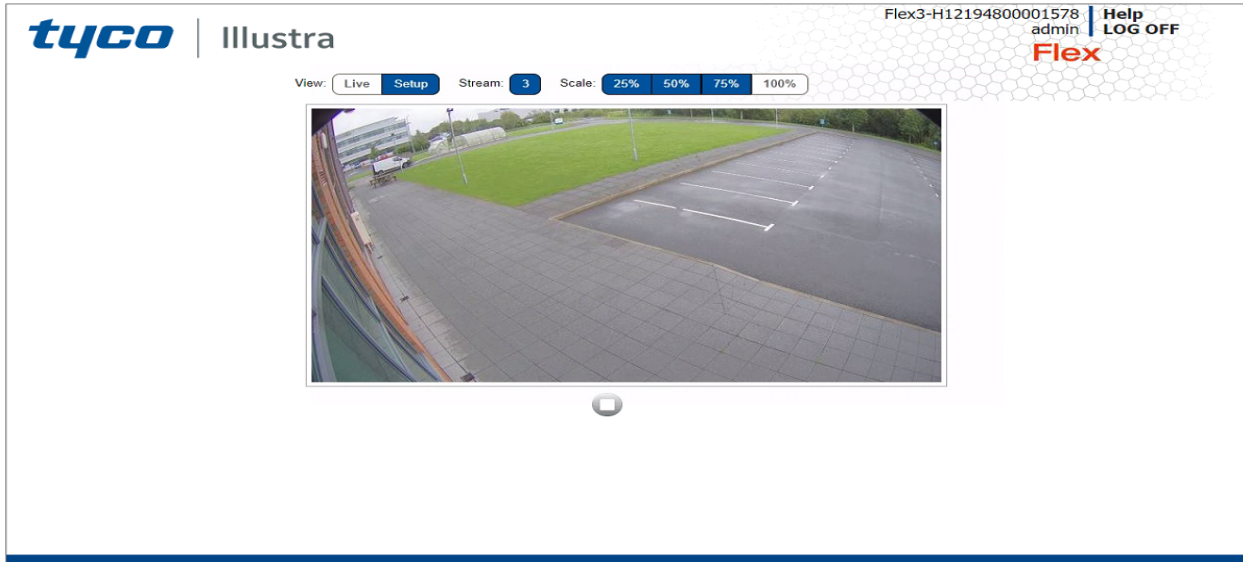 tyco | Illustra
Flex3-H12194800001578 Help
admin LOG OFF
Flex
View: Live Setup Stream: 3 Scale: 25% 50% 75% 100%